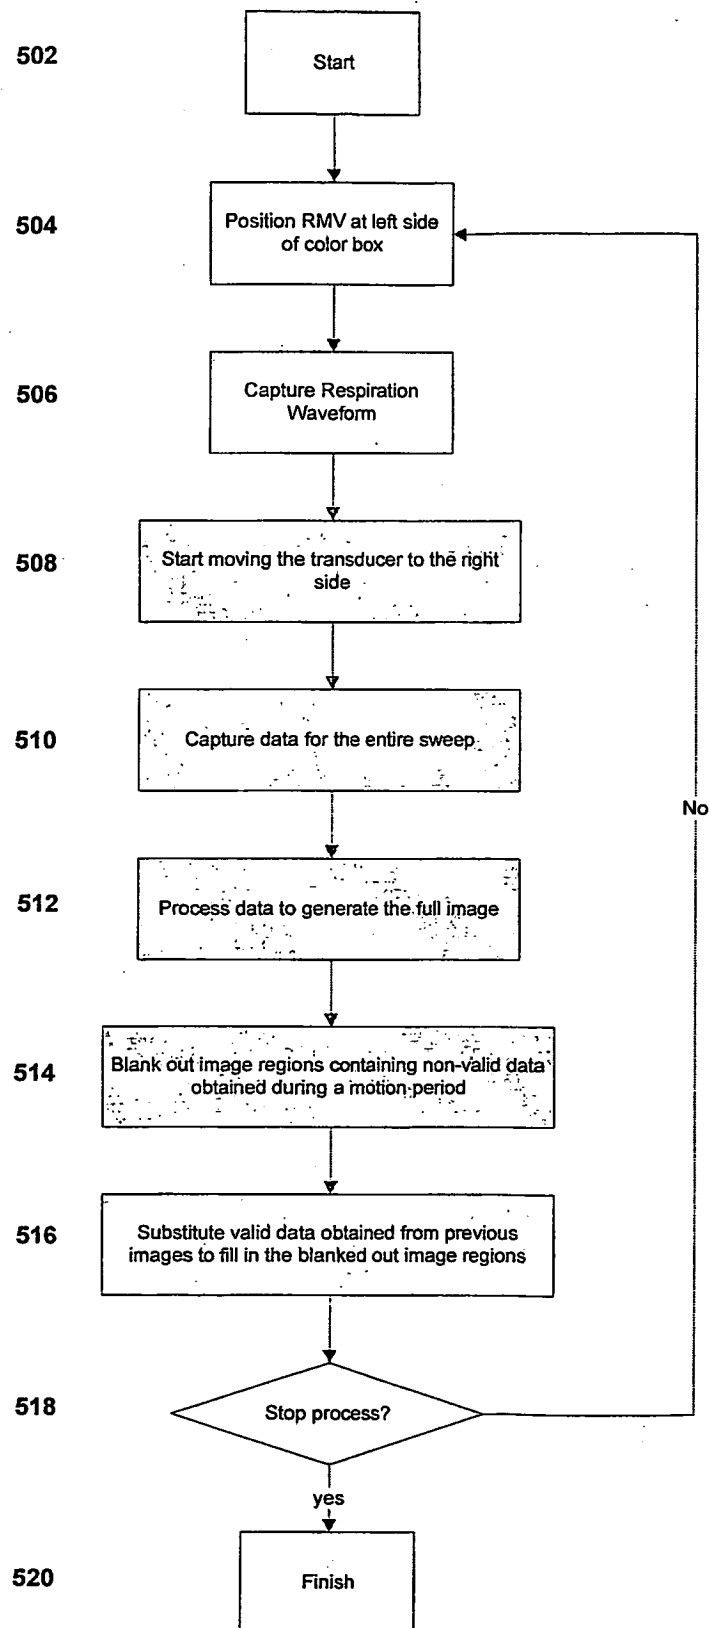 502
Start
504
Position RMV at left side
of color box
506
Capture Respiration
Waveform
508
Start moving the transducer to the right
side
510
Capture data for the entire sweep
No
512
Process data to generate the full image
514
Blank out image regions containing non-valid data
obtained during a motion period
516
Substitute valid data obtained from previous
images to fill in the blanked out image regions
518
Stop process?
yes
520
Finish